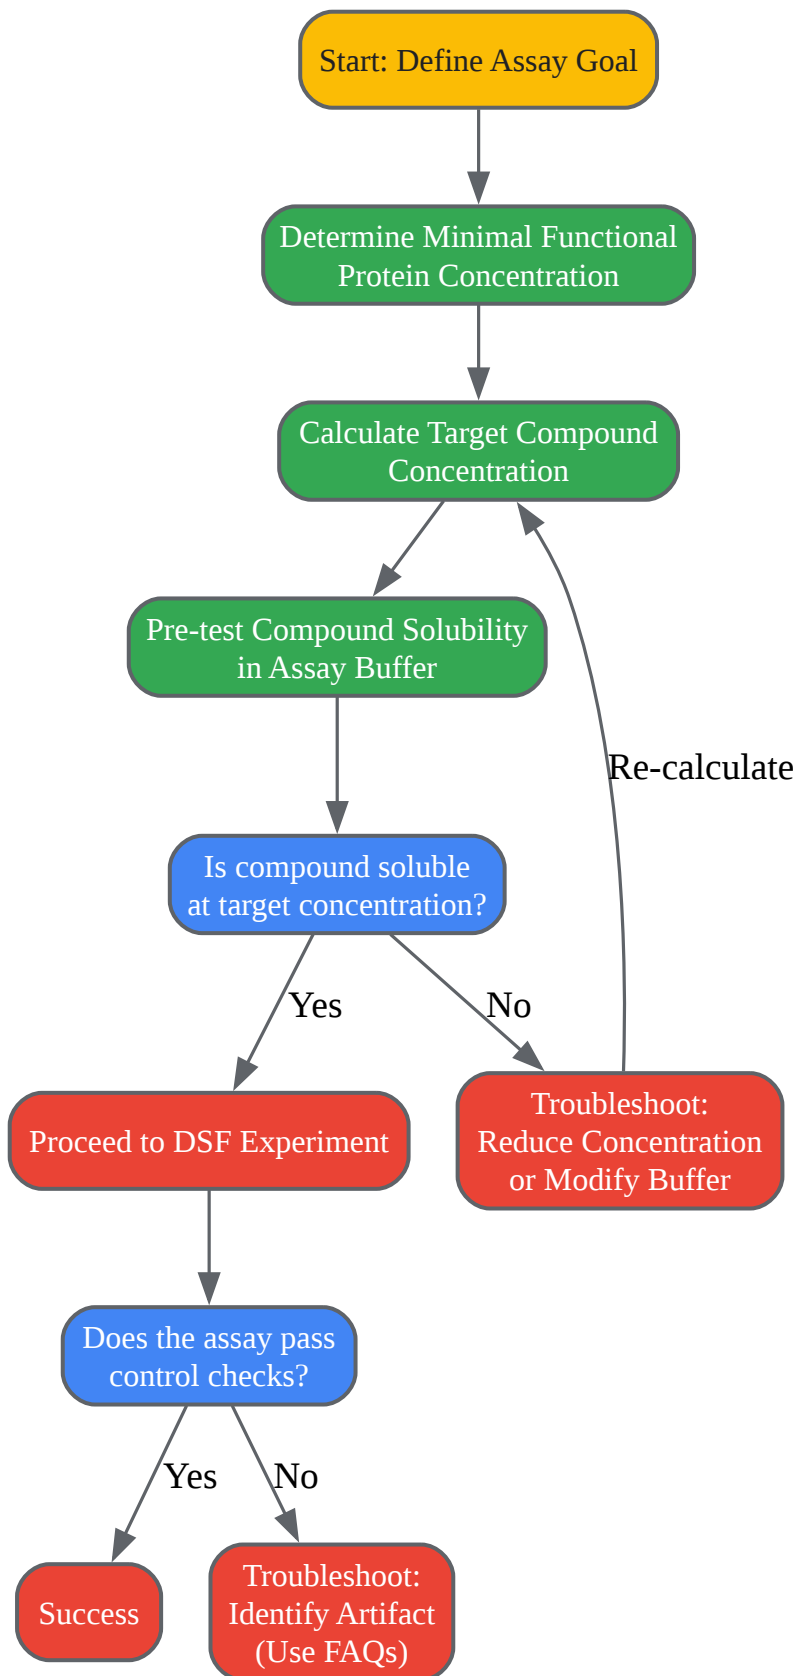 Start: Define Assay Goal
Determine Minimal Functional
Protein Concentration
Calculate Target Compound
Concentration
Pre-test Compound Solubility
in Assay Buffer
Re-calculate
Is compound soluble
at target concentration?
Yes
No
Proceed to DSF Experiment
Troubleshoot:
Reduce Concentration
or Modify Buffer
Does the assay pass
control checks?
Yes
No
Success
Troubleshoot:
Identify Artifact
(Use FAQs)